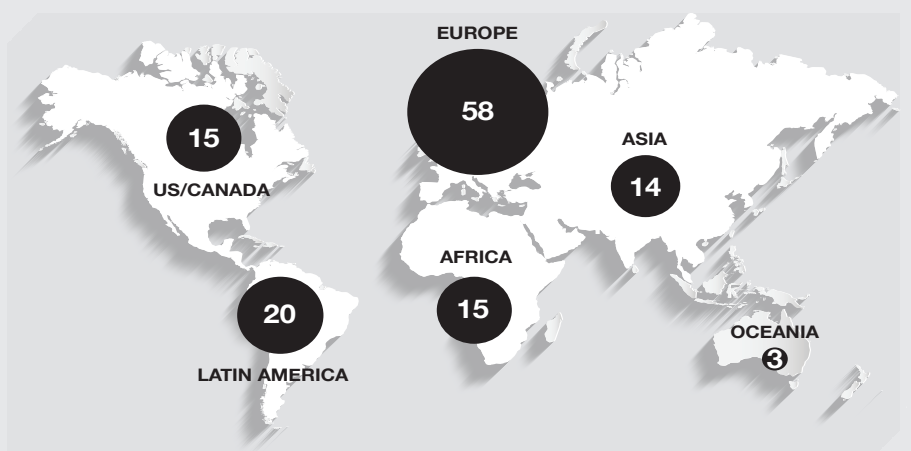 EUROPE
58
ASIA
14
15
US/CANADA
AFRICA
15
20
LATIN AMERICA
OCEANIA
3